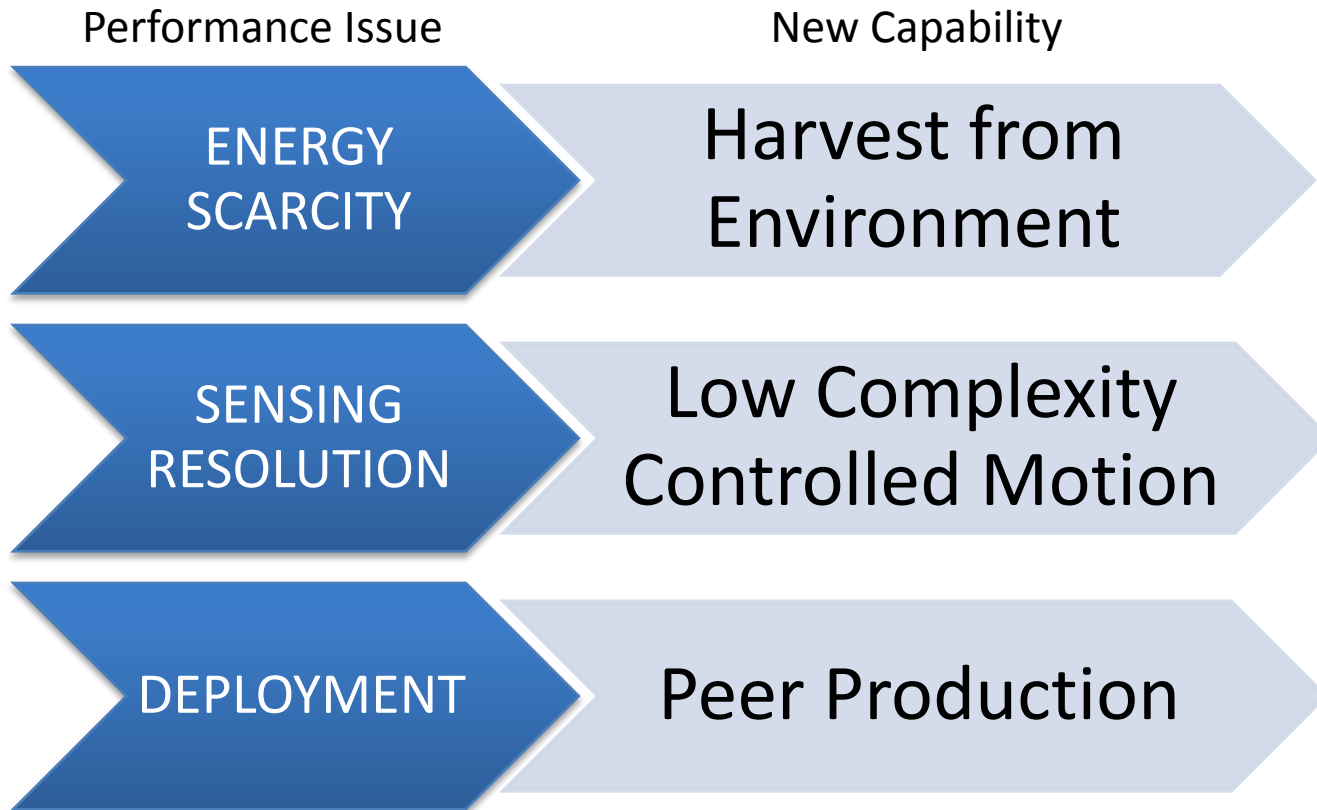 Performance Issue
New Capability
ENERGY
SCARCITY
Harvest from
Environment
SENSING
RESOLUTION
Low Complexity
Controlled Motion
DEPLOYMENT
Peer Production